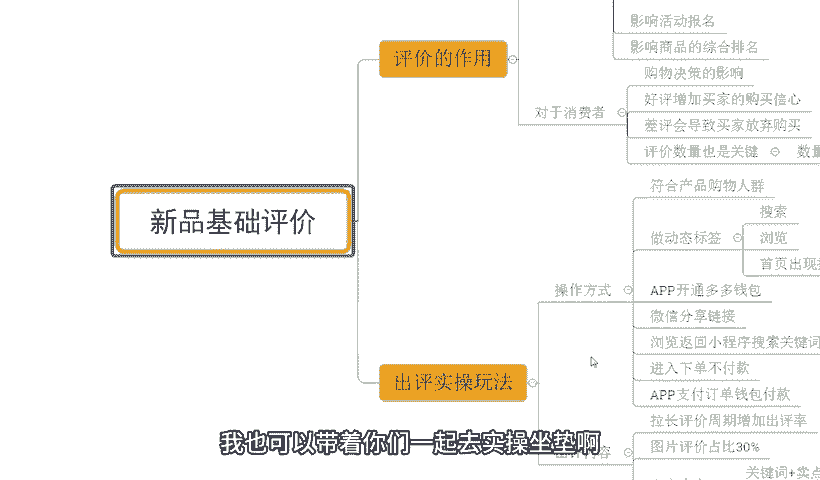 影响活动报名
影响商品的综合排名
评价的作用
购物决策的影响
对于消费者
好评增加买家的购买信心
差评会导致买家放弃购买
评价数量也是关键
数量
新品基础评价
符合产品购物人群
搜索
做动态标签
浏览
首页出现
操作方式
APP开通多多钱包
微信分享链接
浏览返回小程序搜索关键词
进入下单不付款
出评实操玩法
APP支付订单钱包付款
拉长评价周期增加出评率
图片评价占比30%
我也可以带着你们一起去实操坐垫啊
关键词+卖点